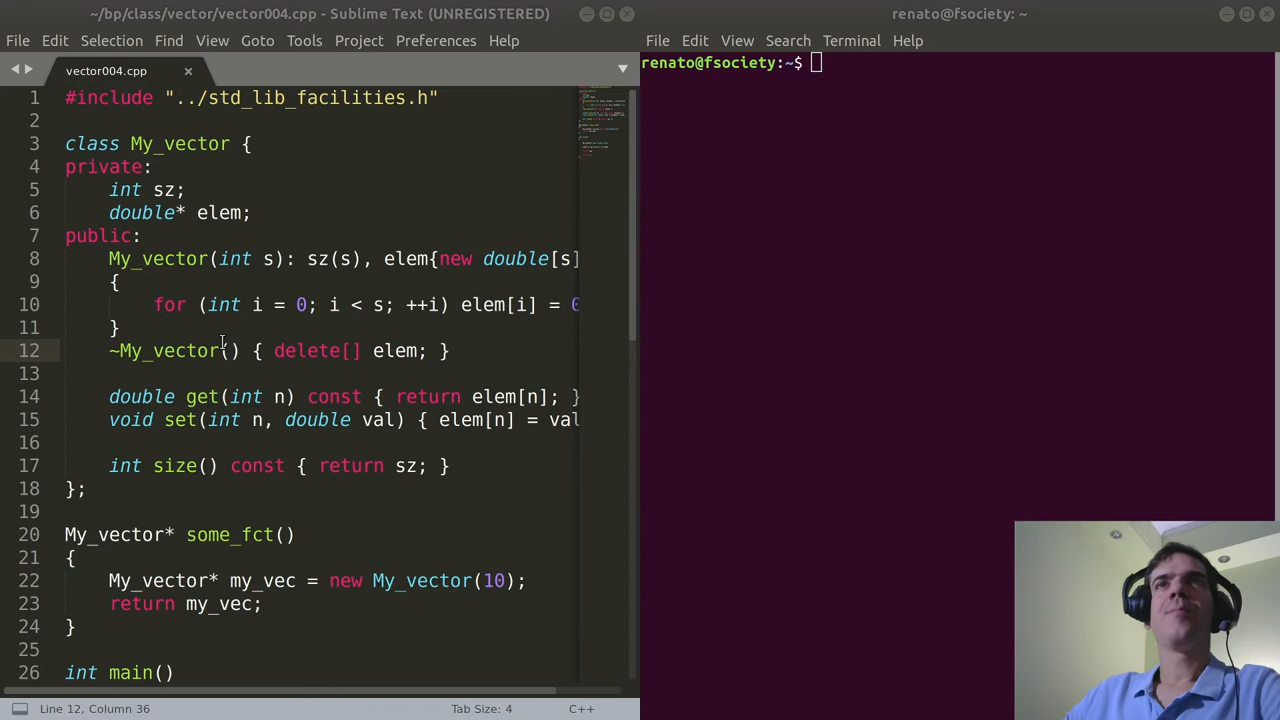 ~/bp/class/vector/vector004.cpp - Sublime Text (UNREGISTERED)
File Edit Selection Find View Goto Tools Project Preferences Help
vector004.cpp
1 #include "../std_lib_facilities.h"
2
3 class My_vector {
4 private:
5 int sz;
6 double* elem;
7 public:
8 My_vector(int s): sz(s), elem{new double[s]
9 {
10 for (int i = 0; i < s; ++i) elem[i] = 0
11 }
12 ~My_vector() { delete[] elem; }
13
14 double get(int n) const { return elem[n]; }
15 void set(int n, double val) { elem[n] = val
16
17 int size() const { return sz; }
18 };
19
20 My_vector* some_fct()
21 {
22 My_vector* my_vec = new My_vector(10);
23 return my_vec;
24 }
25
26 int main()
Line 12, Column 36 Tab Size: 4 C++
renato@fsociety: ~
File Edit View Search Terminal Help
renato@fsociety:~$